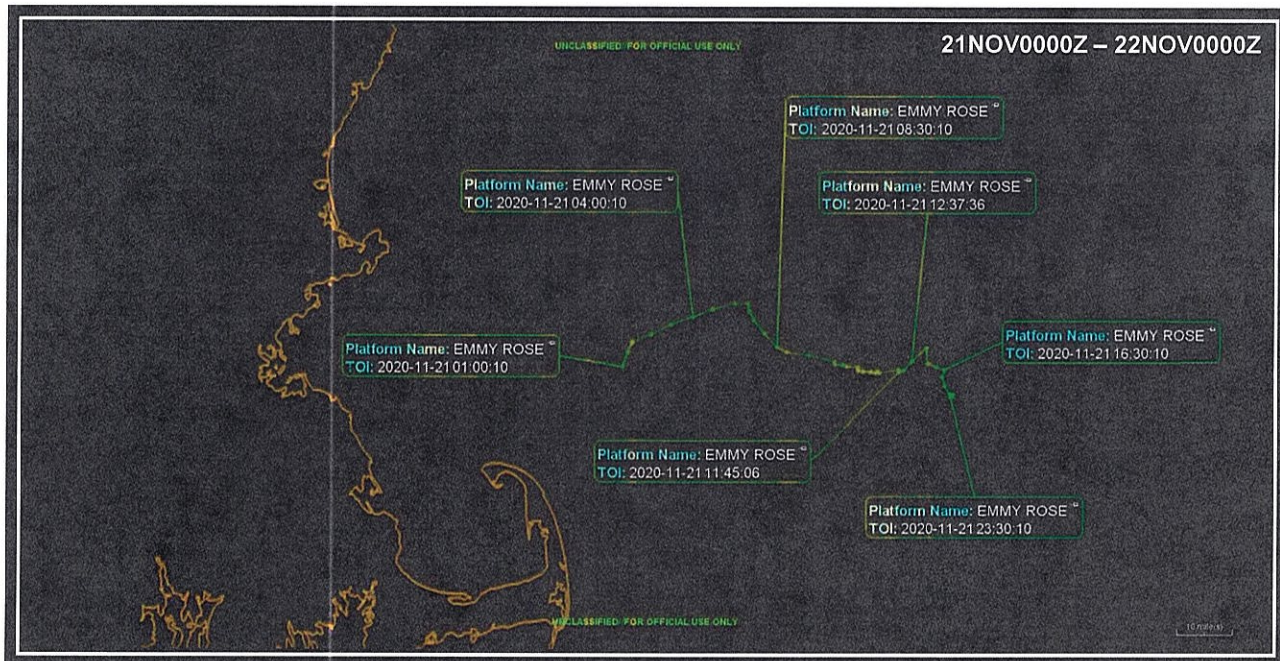 UNCLASSIFIED FOR OFFICIAL USE ONLY
21NOV0000Z – 22NOV0000Z
Platform Name: EMMY ROSE
TOI: 2020-11-21 08:30:10
Platform Name: EMMY ROSE
TOI: 2020-11-21 04:00:10
Platform Name: EMMY ROSE
TOI: 2020-11-21 12:37:36
Platform Name: EMMY ROSE
TOI: 2020-11-21 01:00:10
Platform Name: EMMY ROSE
TOI: 2020-11-21 16:30:10
Platform Name: EMMY ROSE
TOI: 2020-11-21 11:45:06
Platform Name: EMMY ROSE
TOI: 2020-11-21 23:30:10
UNCLASSIFIED FOR OFFICIAL USE ONLY
10 mile(s)